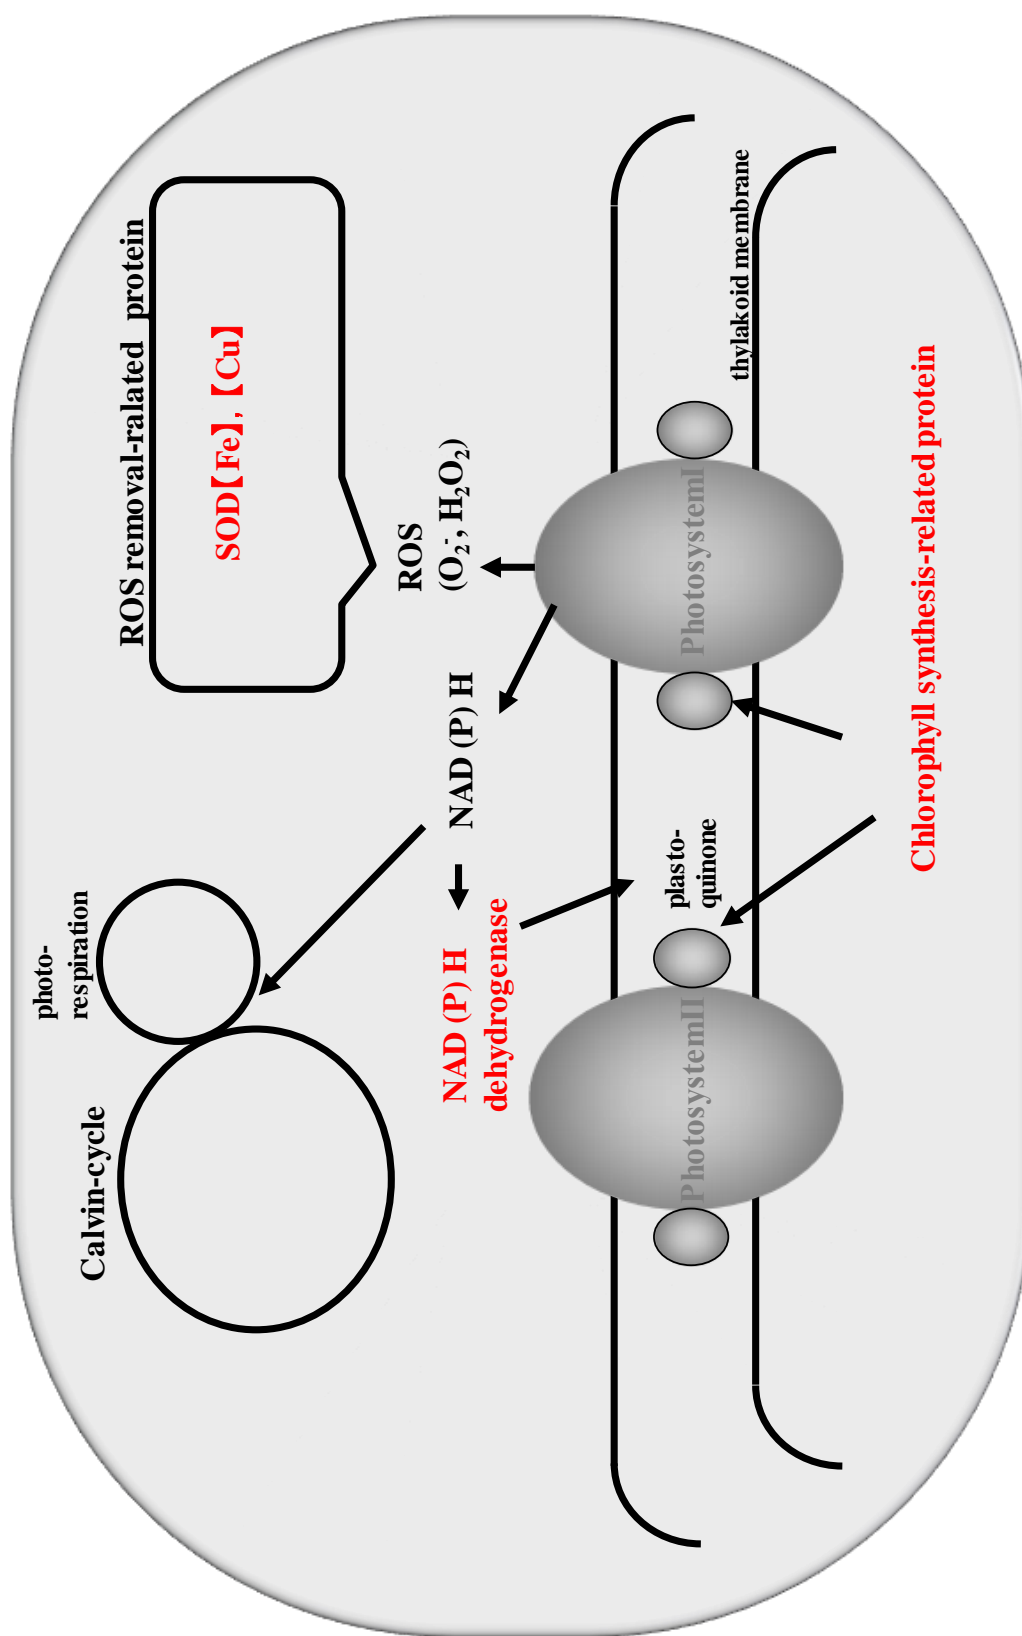 photo-
respiration
Calvin-cycle
ROS removal-ralated protein
SOD【Fe】, 【Cu】
ROS
(O₂⁻, H₂O₂)
NAD (P) H
NAD (P) H
dehydrogenase
plasto-
quinone
thylakoid membrane
PhotosystemII
PhotosystemI
Chlorophyll synthesis-related protein